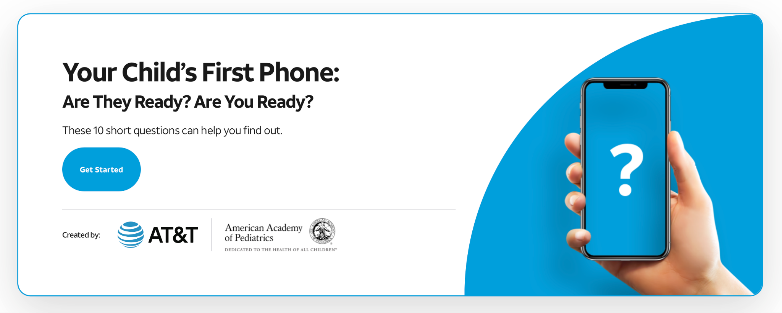 Your Child's First Phone:
Are They Ready? Are You Ready?
These 10 short questions can help you find out.
Get Started
Created by:
AT&T
American Academy
of Pediatrics
DEDICATED TO THE HEALTH OF ALL CHILDREN®
?